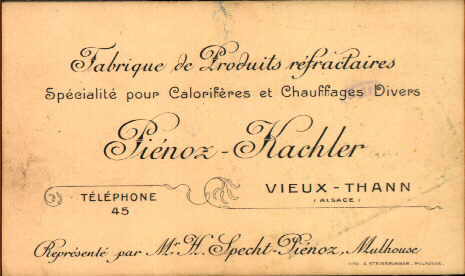 Fabrique de Produits réfractaires
Spécialité pour Calorifères et Chauffages Divers
Piénoz-Kachler
TÉLÉPHONE
45
VIEUX-THANN
(ALSACE)
Représenté par Mr. H. Specht-Piénoz, Mulhouse